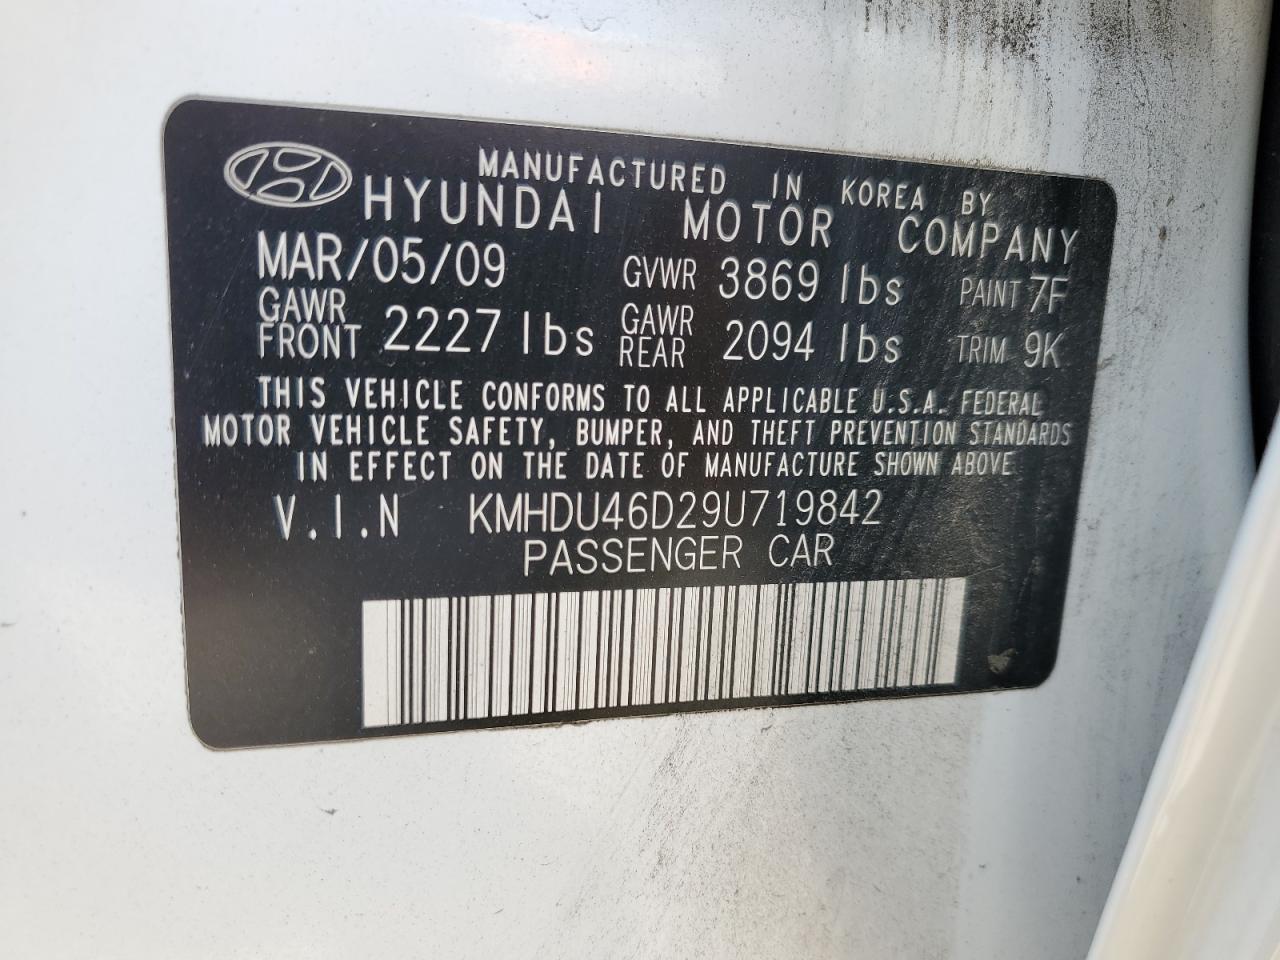 MANUFACTURED IN KOREA BY
HYUNDAI MOTOR COMPANY
MAR/05/09 GVWR 3869 lbs PAINT 7F
GAWR FRONT 2227 lbs GAWR REAR 2094 lbs TRIM 9K
THIS VEHICLE CONFORMS TO ALL APPLICABLE U.S.A. FEDERAL
MOTOR VEHICLE SAFETY, BUMPER, AND THEFT PREVENTION STANDARDS
IN EFFECT ON THE DATE OF MANUFACTURE SHOWN ABOVE
V.I.N KMHDU46D29U719842
PASSENGER CAR